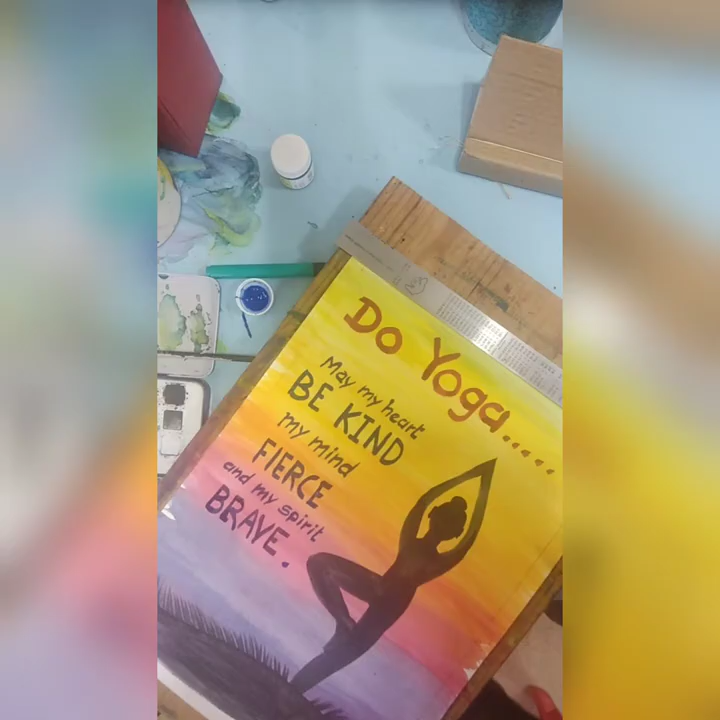 Do Yoga.....
May my heart
BE KIND
my mind
FIERCE
and my spirit
BRAVE.